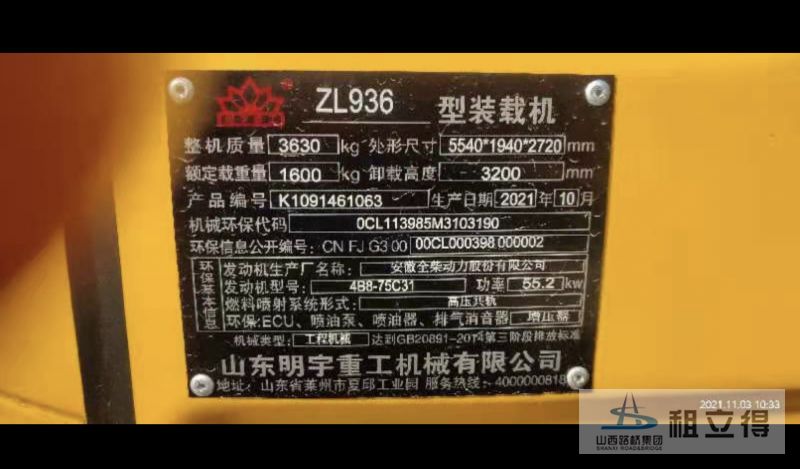 ZL936 型装载机
整机质量 3630 kg 外形尺寸 5540*1940*2720 mm
额定载重量 1600 kg 卸载高度 3200 mm
产品编号 K1091461063 生产日期 2021 年 10 月
机械环保代码 0CL113985M3103190
环保信息公开编号: CN FJ G3 00 00CL000398 000002
环保基本信息
发动机生产厂名称: 安徽全柴动力股份有限公司
发动机型号: 4B8-75C31 功率 55.2 kw
燃料喷射系统形式: 高压共轨
环保:ECU、喷油泵、喷油器、排气消音器 增压器
机械类型: 工程机械 达到GB20891-2014第三阶段排放标准
山东明宇重工机械有限公司
地址: 山东省莱州市夏邱工业园 服务热线: 4000000818
2021.11.03 10:33
山西路桥集团 租立得
SHANXI ROAD&BRIDGE